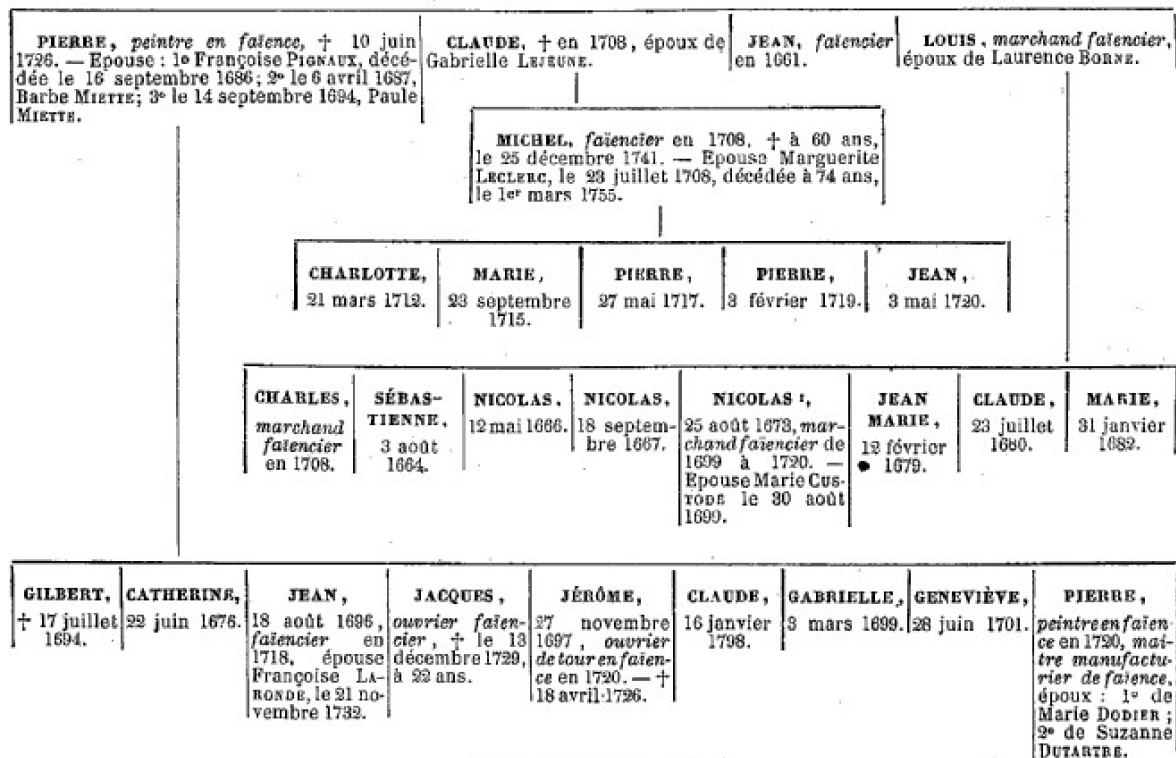 PIERRE, peintre en faïence, † 10 juin
1726. — Epouse : 1º Françoise PIGNAUX, décé-
dée le 16 septembre 1686; 2º le 6 avril 1687,
Barbe MIETTE; 3º le 14 septembre 1694, Paule
MIETTE.
CLAUDE, † en 1708, époux de
Gabrielle LEJEUNE.
JEAN, faïencier
en 1661.
LOUIS, marchand faïencier,
époux de Laurence BORNE.
MICHEL, faïencier en 1708, † à 60 ans,
le 25 décembre 1741. — Epouse Marguerite
LECLERC, le 23 juillet 1708, décédée à 74 ans,
le 1er mars 1755.
CHARLOTTE,
21 mars 1712.
MARIE,
23 septembre
1715.
PIERRE,
27 mai 1717.
PIERRE,
3 février 1719.
JEAN,
3 mai 1720.
CHARLES,
marchand
faïencier
en 1708.
SÉBAS-
TIENNE,
3 août
1664.
NICOLAS,
12 mai 1666.
NICOLAS,
18 septem-
bre 1667.
NICOLAS ¹,
25 août 1673, mar-
chand faïencier de
1699 à 1720. —
Epouse Marie CUS-
TODE le 30 août
1699.
JEAN
MARIE,
12 février
1679.
CLAUDE,
23 juillet
1680.
MARIE,
31 janvier
1682.
GILBERT,
† 17 juillet
1694.
CATHERINE,
22 juin 1676.
JEAN,
18 août 1696,
faïencier en
1718, épouse
Françoise LA-
RONDE, le 21 no-
vembre 1732.
JACQUES,
ouvrier faïen-
cier, † le 13
décembre 1729,
à 22 ans.
JÉRÔME,
27 novembre
1697, ouvrier
de tour en faïen-
ce en 1720. — †
18 avril 1726.
CLAUDE,
16 janvier
1798.
GABRIELLE,
3 mars 1699.
GENEVIÈVE,
28 juin 1701.
PIERRE,
peintre en faïen-
ce en 1720, maî-
tre manufactu-
rier de faïence,
époux : 1º de
Marie DODIER ;
2º de Suzanne
DUTARTRE.